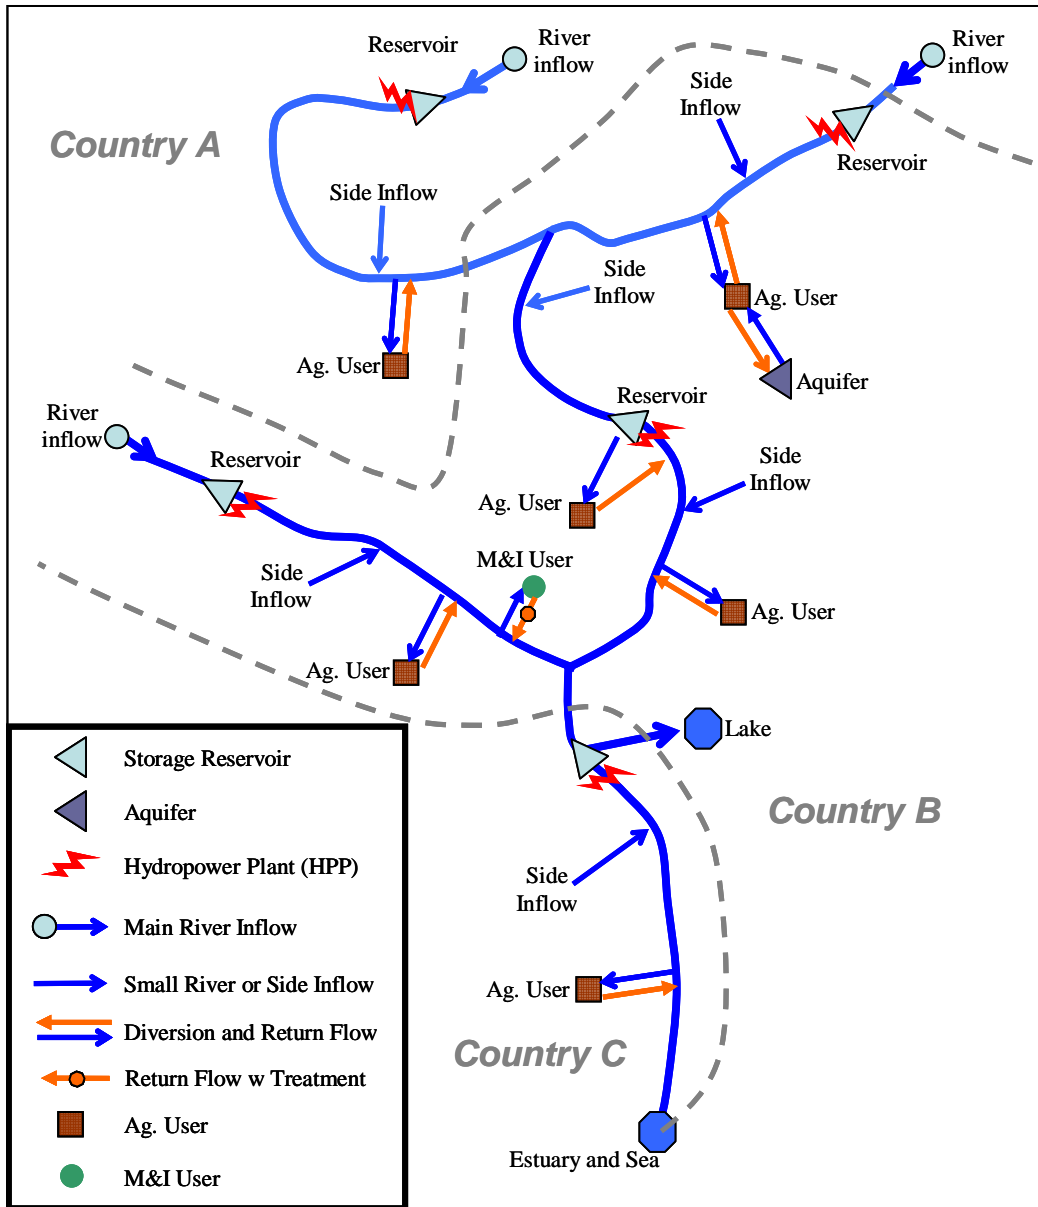 Reservoir
River
inflow
River
inflow
Side
Inflow
Country A
Reservoir
Side Inflow
Side
Inflow
Ag. User
Ag. User
Aquifer
Reservoir
River
inflow
Reservoir
Side
Inflow
Ag. User
M&I User
Side
Inflow
Ag. User
Ag. User
Lake
Storage Reservoir
Aquifer
Country B
Hydropower Plant (HPP)
Side
Inflow
Main River Inflow
Small River or Side Inflow
Ag. User
Diversion and Return Flow
Country C
Return Flow w Treatment
Ag. User
Estuary and Sea
M&I User